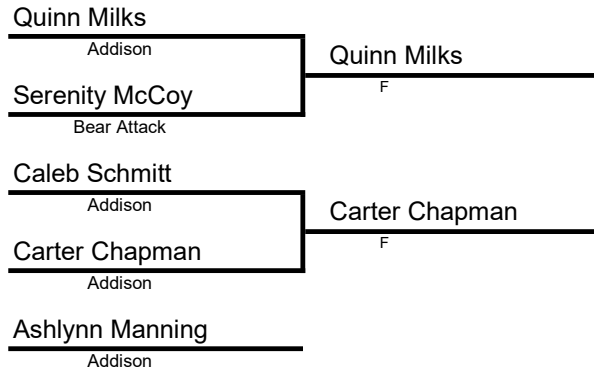 Quinn Milks
Addison
Quinn Milks
F
Serenity McCoy
Bear Attack
Caleb Schmitt
Addison
Carter Chapman
F
Carter Chapman
Addison
Ashlynn Manning
Addison